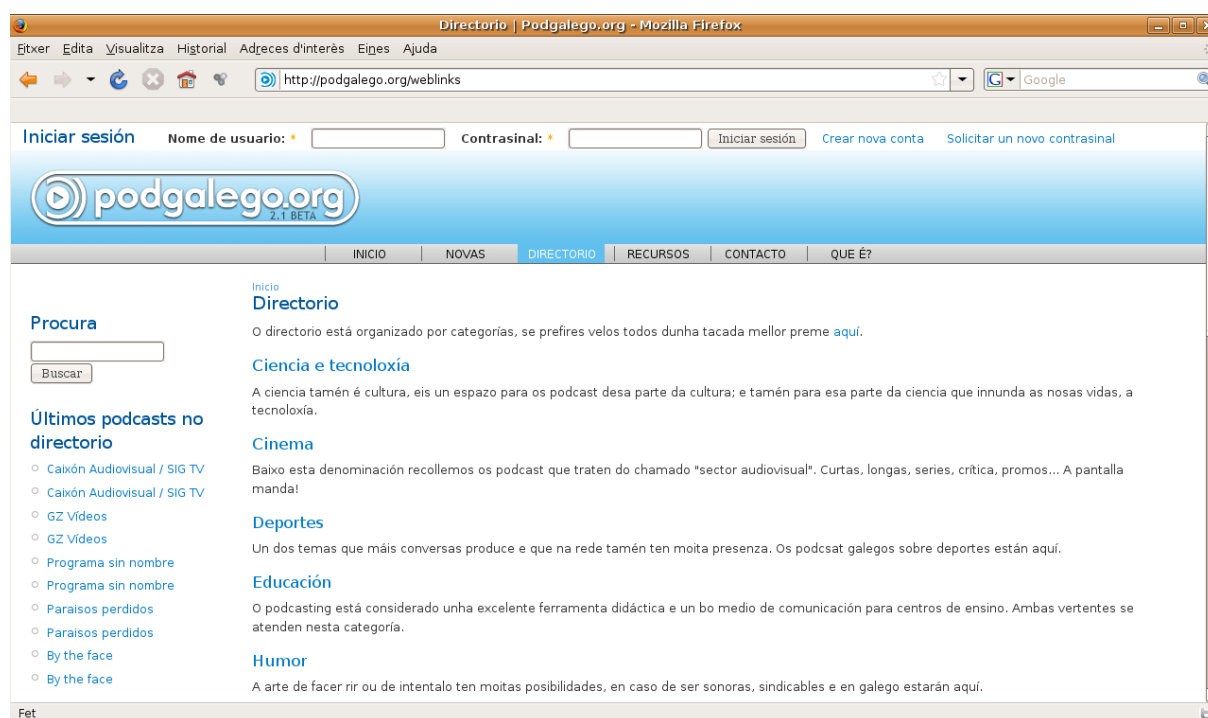 Directorio | Podgalego.org - Mozilla Firefox
Fitxer Edita Visualitza Historial Adreces d'interès Eines Ajuda
http://podgalego.org/weblinks
G Google
Iniciar sesión Nome de usuario: * Contrasinal: * Iniciar sesión Crear nova conta Solicitar un novo contrasinal
podgalego.org
2.1 BETA
INICIO NOVAS DIRECTORIO RECURSOS CONTACTO QUE É?
Procura
Buscar
Últimos podcasts no
directorio
Caixón Audiovisual / SIG TV
Caixón Audiovisual / SIG TV
GZ Vídeos
GZ Vídeos
Programa sin nombre
Programa sin nombre
Paraisos perdidos
Paraisos perdidos
By the face
By the face
Inicio
Directorio
O directorio está organizado por categorías, se prefires velos todos dunha tacada mellor preme aquí.
Ciencia e tecnoloxía
A ciencia tamén é cultura, eis un espazo para os podcast desa parte da cultura; e tamén para esa parte da ciencia que innunda as nosas vidas, a
tecnoloxía.
Cinema
Baixo esta denominación recollemos os podcast que traten do chamado "sector audiovisual". Curtas, longas, series, crítica, promos... A pantalla
manda!
Deportes
Un dos temas que máis conversas produce e que na rede tamén ten moita presenza. Os podcsat galegos sobre deportes están aquí.
Educación
O podcasting está considerado unha excelente ferramenta didáctica e un bo medio de comunicación para centros de ensino. Ambas vertentes se
atenden nesta categoría.
Humor
A arte de facer rir ou de intentalo ten moitas posibilidades, en caso de ser sonoras, sindicables e en galego estarán aquí.
Fet